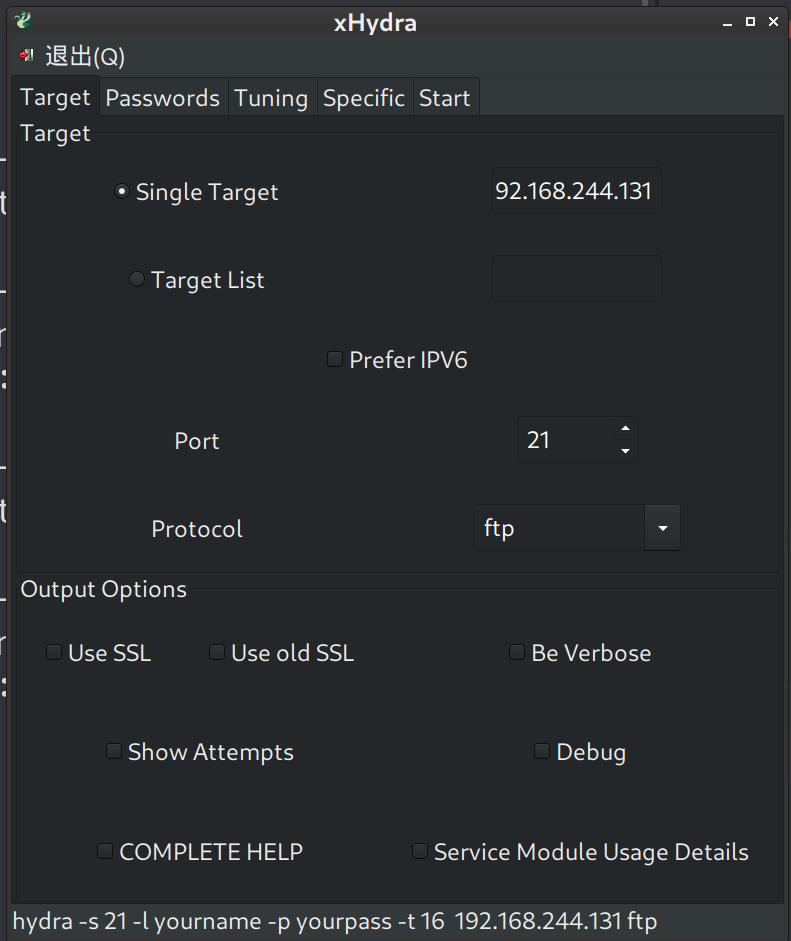 xHydra
退出(Q)
Target Passwords Tuning Specific Start
Target
Single Target 92.168.244.131
Target List
Prefer IPV6
Port 21
Protocol ftp
Output Options
Use SSL Use old SSL Be Verbose
Show Attempts Debug
COMPLETE HELP Service Module Usage Details
hydra -s 21 -l yourname -p yourpass -t 16 192.168.244.131 ftp